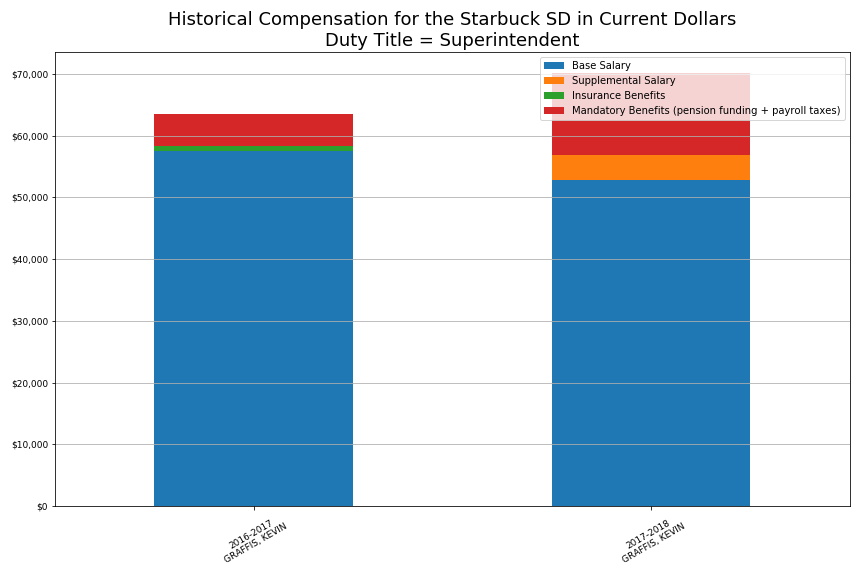 Historical Compensation for the Starbuck SD in Current Dollars
Duty Title = Superintendent
Base Salary
Supplemental Salary
Insurance Benefits
Mandatory Benefits (pension funding + payroll taxes)
$70,000
$60,000
$50,000
$40,000
$30,000
$20,000
$10,000
$0
2016-2017
GRAFFIS, KEVIN
2017-2018
GRAFFIS, KEVIN